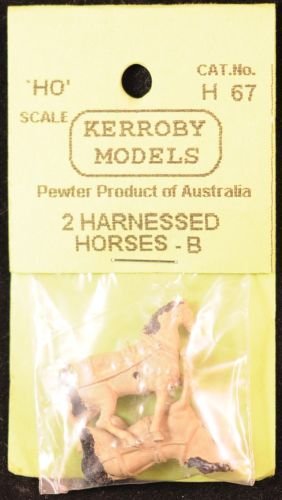 'HO'
SCALE
CAT.No.
H 67
KERROBY
MODELS
Pewter Product of Australia
2 HARNESSED
HORSES - B